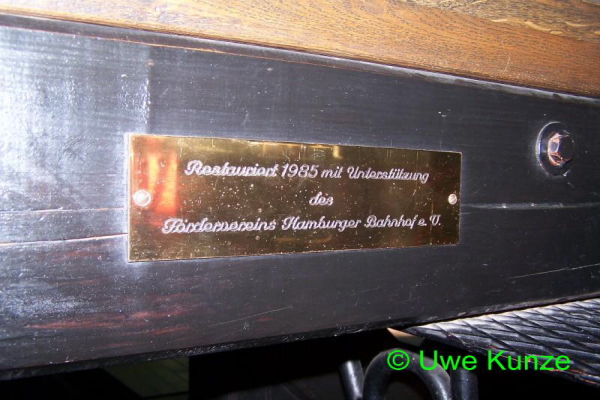 Restauriert 1985 mit Unterstützung
des
Fördervereins Hamburger Bahnhof e. V.
© Uwe Kunze